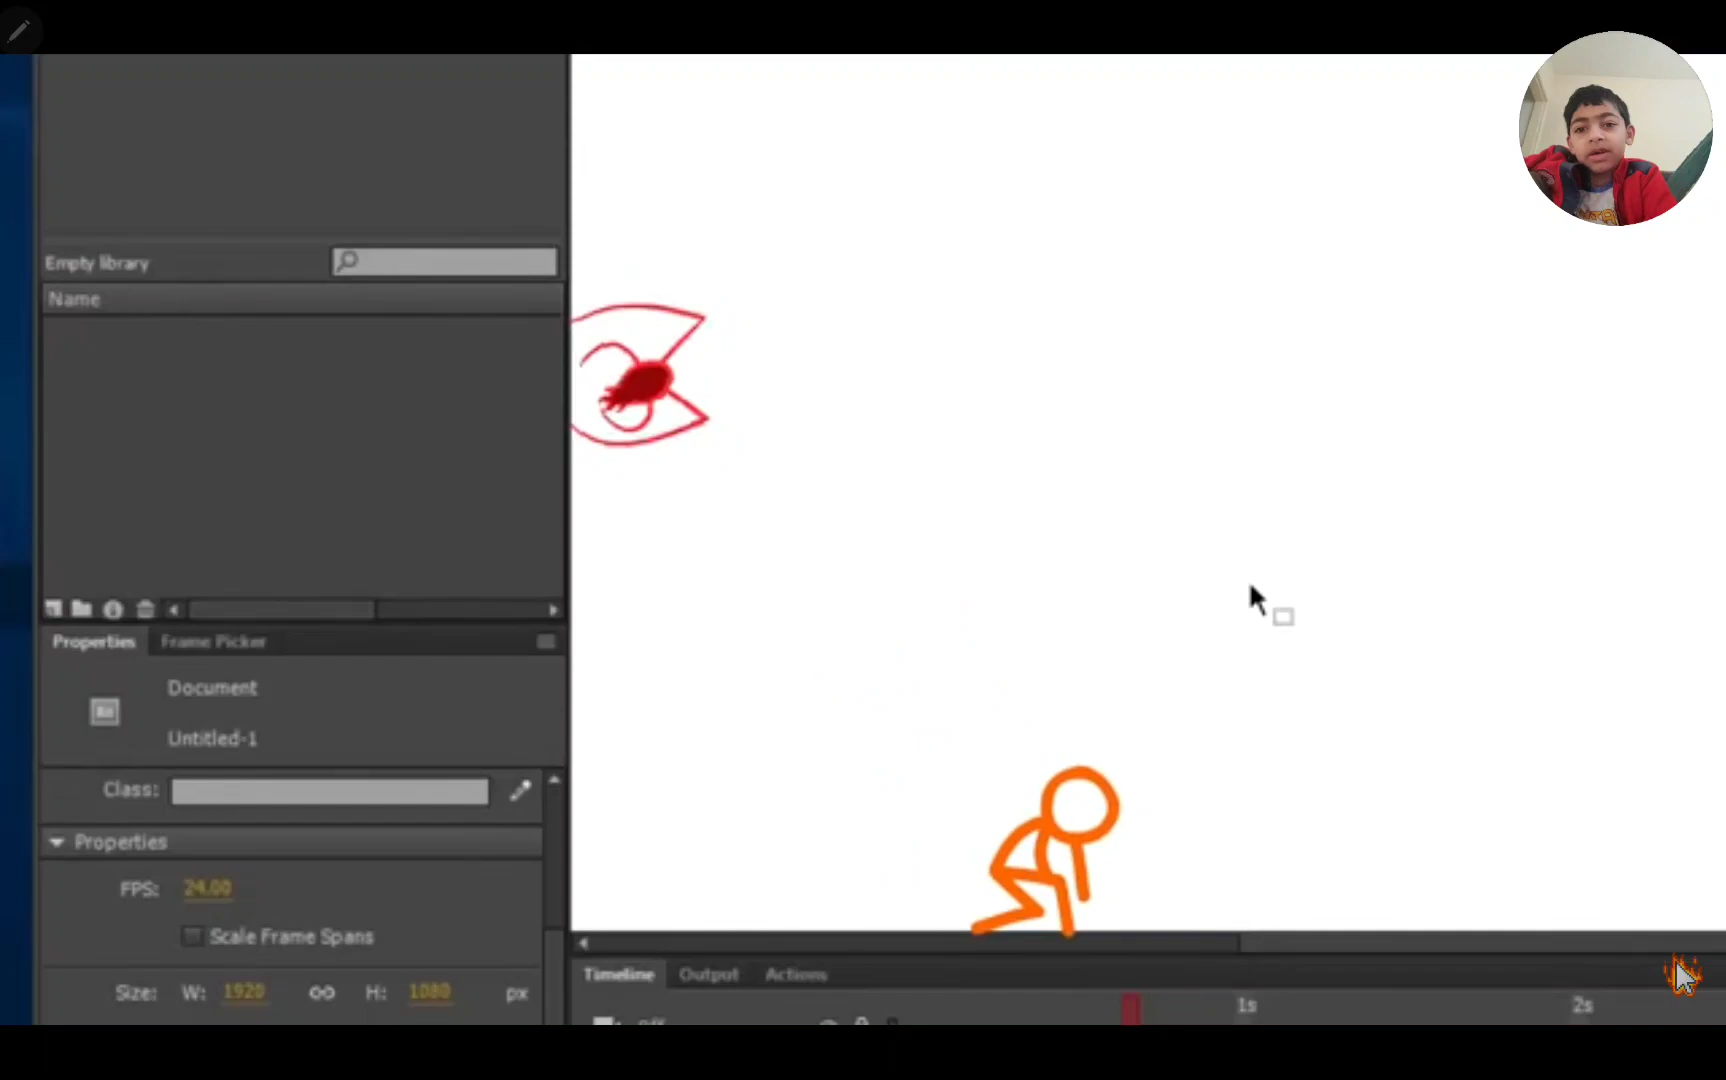 Empty library
Name
Properties Frame Picker
Document
Untitled-1
Class:
Properties
FPS: 24.00
Scale Frame Spans
Size: W: 1920 H: 1080 px
Timeline Output Actions
1s 2s